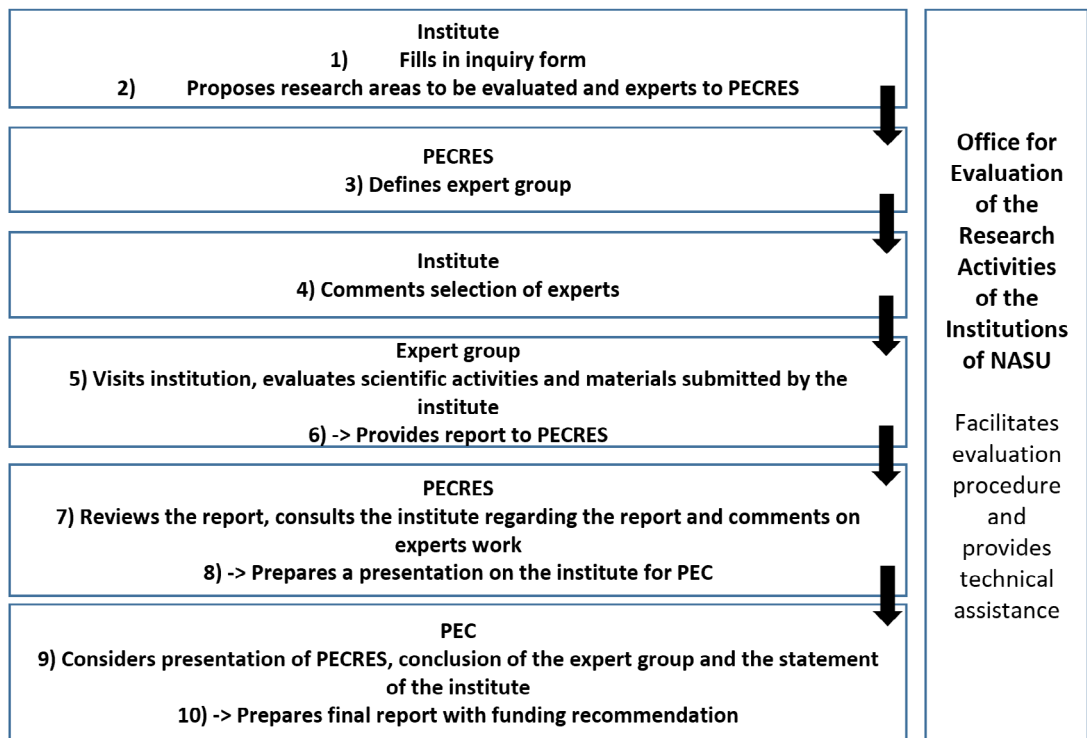 Institute
1) Fills in inquiry form
2) Proposes research areas to be evaluated and experts to PECRES
PECRES
3) Defines expert group
Institute
4) Comments selection of experts
Expert group
5) Visits institution, evaluates scientific activities and materials submitted by the
institute
6) -> Provides report to PECRES
PECRES
7) Reviews the report, consults the institute regarding the report and comments on
experts work
8) -> Prepares a presentation on the institute for PEC
PEC
9) Considers presentation of PECRES, conclusion of the expert group and the statement
of the institute
10) -> Prepares final report with funding recommendation
Office for
Evaluation
of the
Research
Activities
of the
Institutions
of NASU
Facilitates
evaluation
procedure
and
provides
technical
assistance